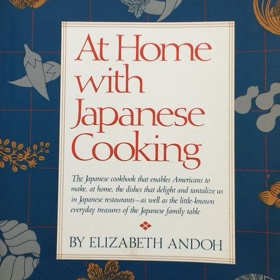 At Home
with
Japanese
Cooking
The Japanese cookbook that enables Americans to
make, at home, the dishes that delight and tantalize us
in Japanese restaurants—as well as the little-known
everyday treasures of the Japanese family table
BY ELIZABETH ANDOH